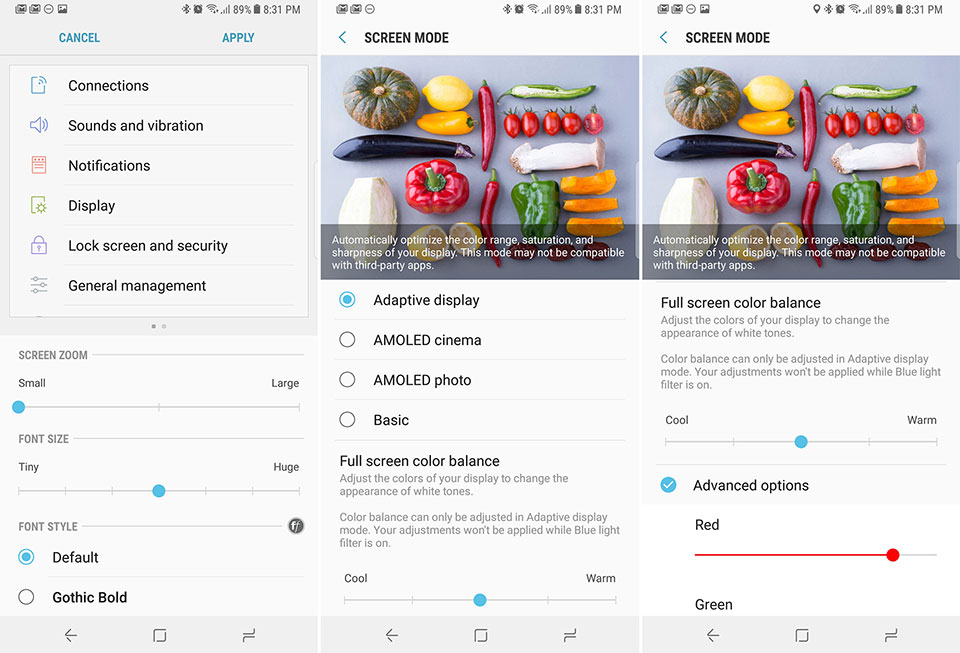 89% 8:31 PM
CANCEL
APPLY
Connections
Sounds and vibration
Notifications
Display
Lock screen and security
General management
SCREEN ZOOM
Small
Large
FONT SIZE
Tiny
Huge
FONT STYLE
ff
Default
Gothic Bold
89% 8:31 PM
SCREEN MODE
Automatically optimize the color range, saturation, and
sharpness of your display. This mode may not be compatible
with third-party apps.
Adaptive display
AMOLED cinema
AMOLED photo
Basic
Full screen color balance
Adjust the colors of your display to change the
appearance of white tones.
Color balance can only be adjusted in Adaptive display
mode. Your adjustments won't be applied while Blue light
filter is on.
Cool
Warm
89% 8:31 PM
SCREEN MODE
Automatically optimize the color range, saturation, and
sharpness of your display. This mode may not be compatible
with third-party apps.
Full screen color balance
Adjust the colors of your display to change the
appearance of white tones.
Color balance can only be adjusted in Adaptive display
mode. Your adjustments won't be applied while Blue light
filter is on.
Cool
Warm
Advanced options
Red
Green